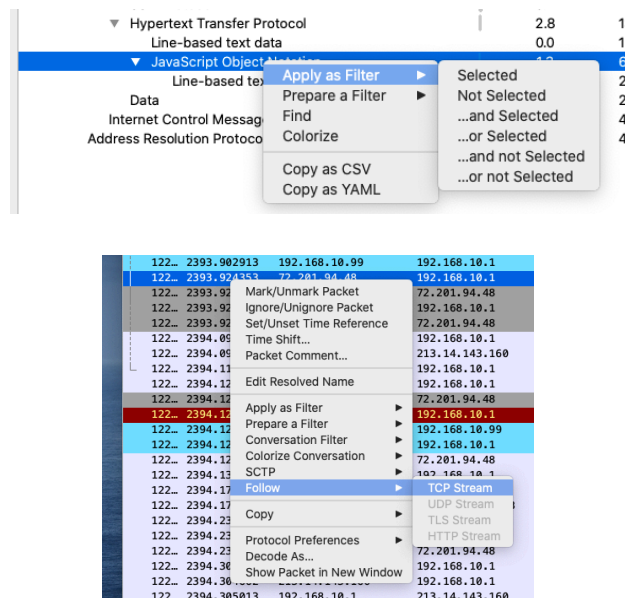 Hypertext Transfer Protocol 2.8 1
Line-based text data 0.0 1
JavaScript Object Notation 1.3 6
Line-based tex 2
Data 2
Internet Control Messag 4
Address Resolution Protoco 4
Apply as Filter
Prepare a Filter
Find
Colorize
Copy as CSV
Copy as YAML
Selected
Not Selected
...and Selected
...or Selected
...and not Selected
...or not Selected
122… 2393.902913 192.168.10.99 192.168.10.1
122… 2393.924353 72.201.94.48 192.168.10.1
122… 2393.92 72.201.94.48
122… 2393.92 192.168.10.1
122… 2393.92 72.201.94.48
122… 2394.09 192.168.10.1
122… 2394.09 213.14.143.160
122… 2394.11 192.168.10.1
122… 2394.12 192.168.10.1
122… 2394.12 72.201.94.48
122… 2394.12 192.168.10.1
122… 2394.12 192.168.10.99
122… 2394.12 192.168.10.1
122… 2394.12 72.201.94.48
122… 2394.13 192.168.10.1
122… 2394.17
122… 2394.17
122… 2394.23
122… 2394.23
122… 2394.23 72.201.94.48
122… 2394.30 192.168.10.1
122… 2394.304 192.168.10.1
122… 2394.305013 192.168.10.1 213.14.143.160
Mark/Unmark Packet
Ignore/Unignore Packet
Set/Unset Time Reference
Time Shift...
Packet Comment...
Edit Resolved Name
Apply as Filter
Prepare a Filter
Conversation Filter
Colorize Conversation
SCTP
Follow
Copy
Protocol Preferences
Decode As...
Show Packet in New Window
TCP Stream
UDP Stream
TLS Stream
HTTP Stream